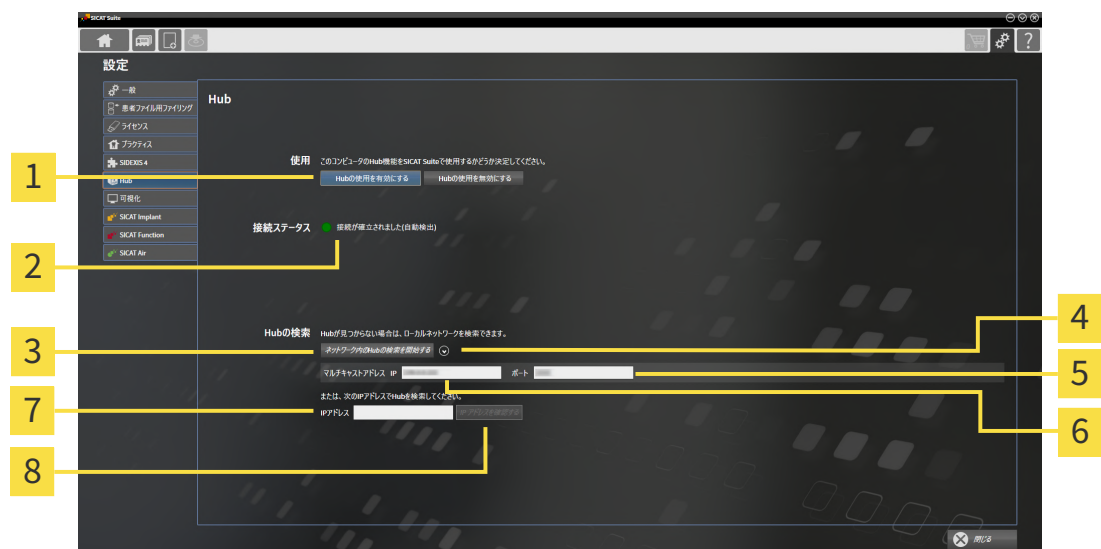 SICAT Suite
?
設定
一般
患者ファイル用ファイリング
ライセンス
プラクティス
SIDEXIS 4
Hub
可視化
SICAT Implant
SICAT Function
SICAT Air
Hub
使用 このコンピュータのHub機能をSICAT Suiteで使用するかどうか決定してください。
Hubの使用を有効にする Hubの使用を無効にする
接続ステータス 接続が確立されました(自動検出)
Hubの検索 Hubが見つからない場合は、ローカルネットワークを検索できます。
ネットワーク内のHubの検索を開始する
マルチキャストアドレス IP ポート
または、次のIPアドレスでHubを検索してください。
IPアドレス IPアドレスを確認する
閉じる
1
2
3
4
5
6
7
8